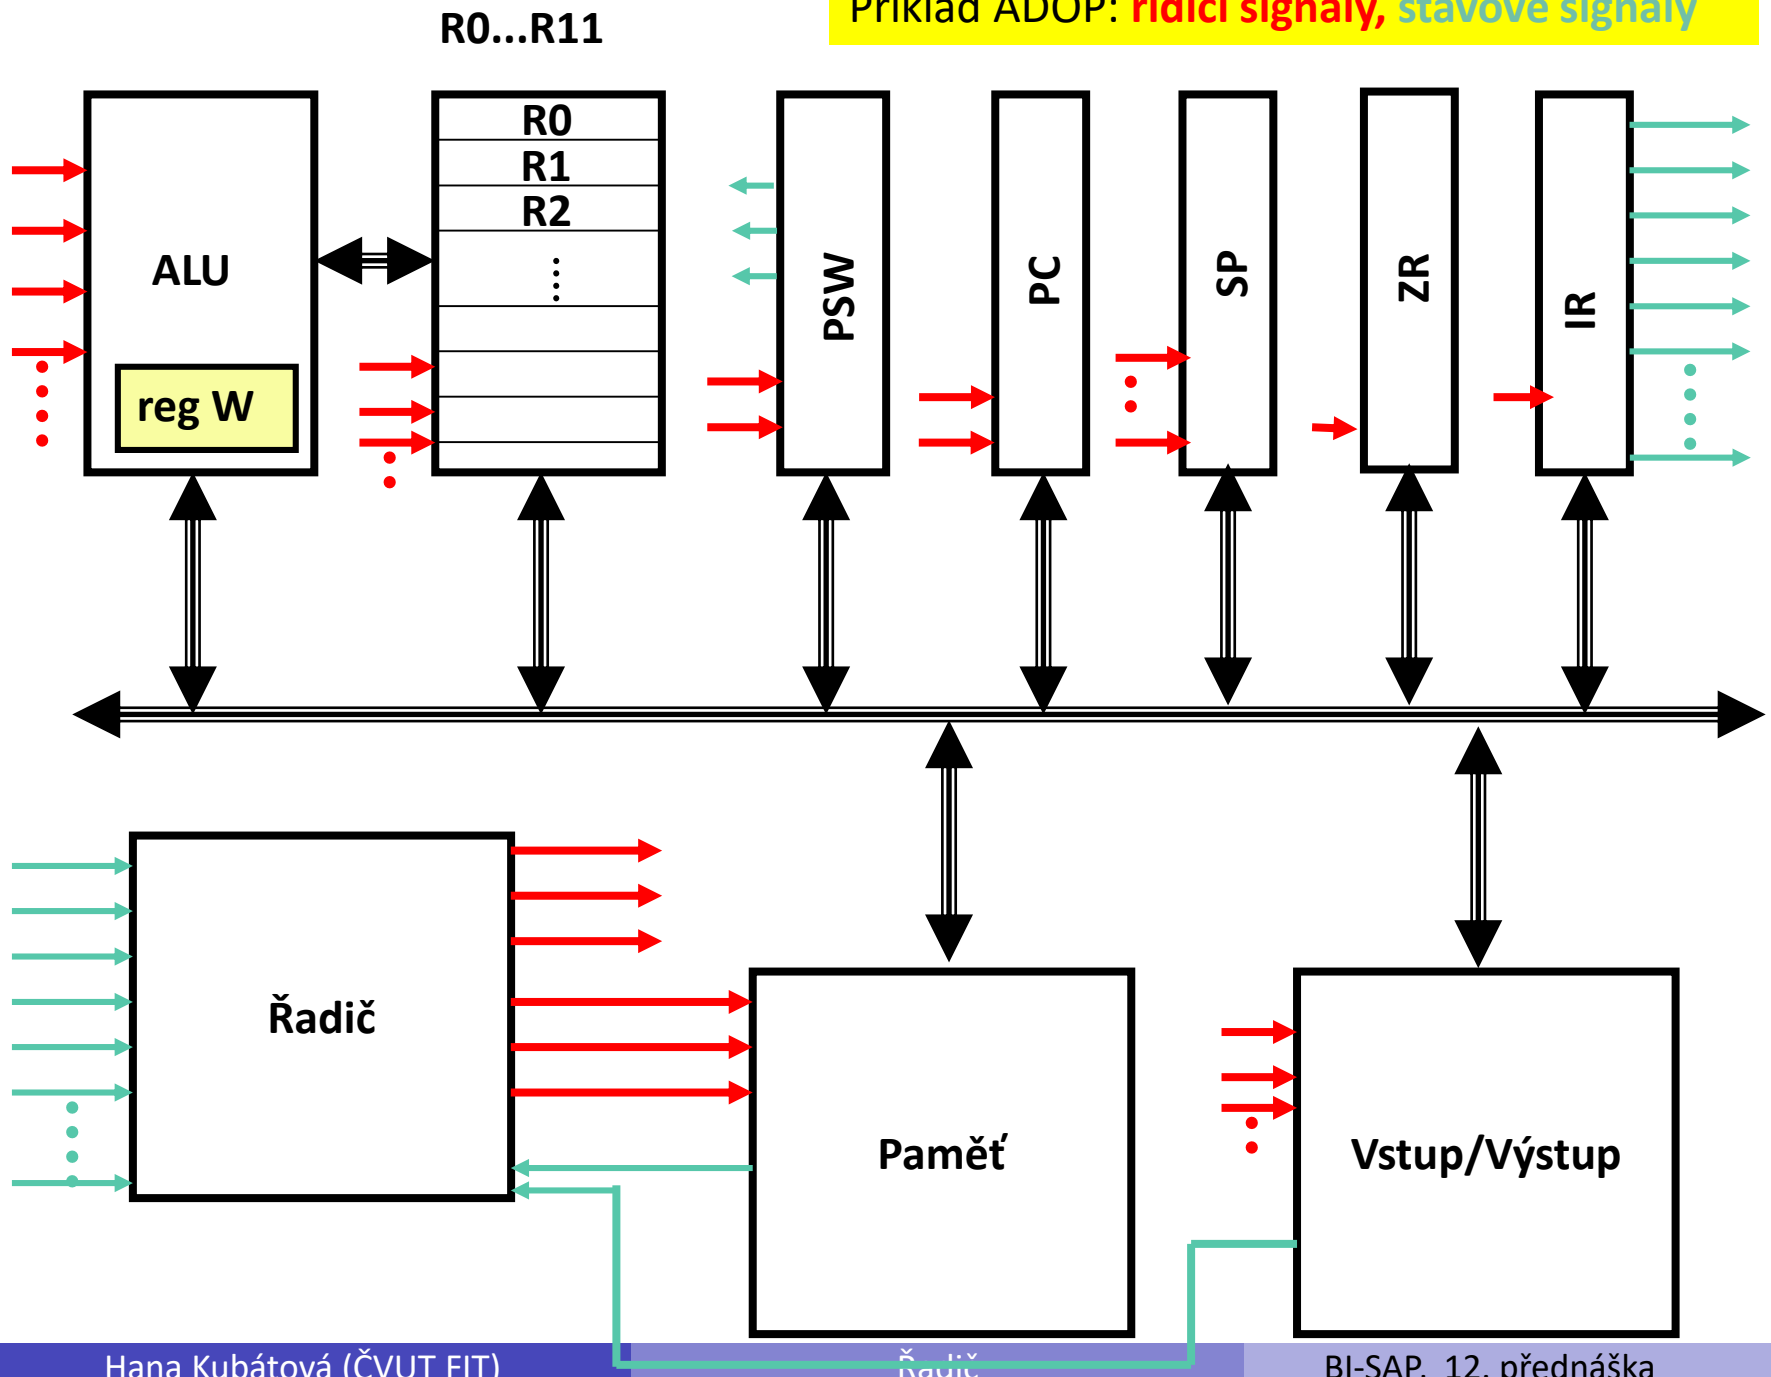 Příklad ADOP: řídicí signály, stavové signály
R0...R11
R0
R1
R2
ALU
reg W
PSW
PC
SP
ZR
IR
Řadič
Paměť
Vstup/Výstup
Hana Kubátová (ČVUT FIT)
Řadič
BI-SAP, 12. přednáška